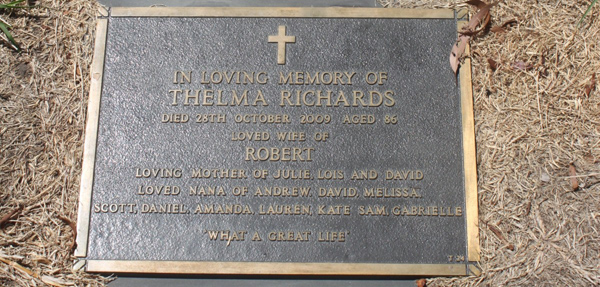 IN LOVING MEMORY OF
THELMA RICHARDS
DIED 28TH OCTOBER 2009 AGED 86
LOVED WIFE OF
ROBERT
LOVING MOTHER OF JULIE, LOIS AND DAVID
LOVED NANA OF ANDREW, DAVID, MELISSA,
SCOTT, DANIEL, AMANDA, LAUREN, KATE, SAM, GABRIELLE
'WHAT A GREAT LIFE'